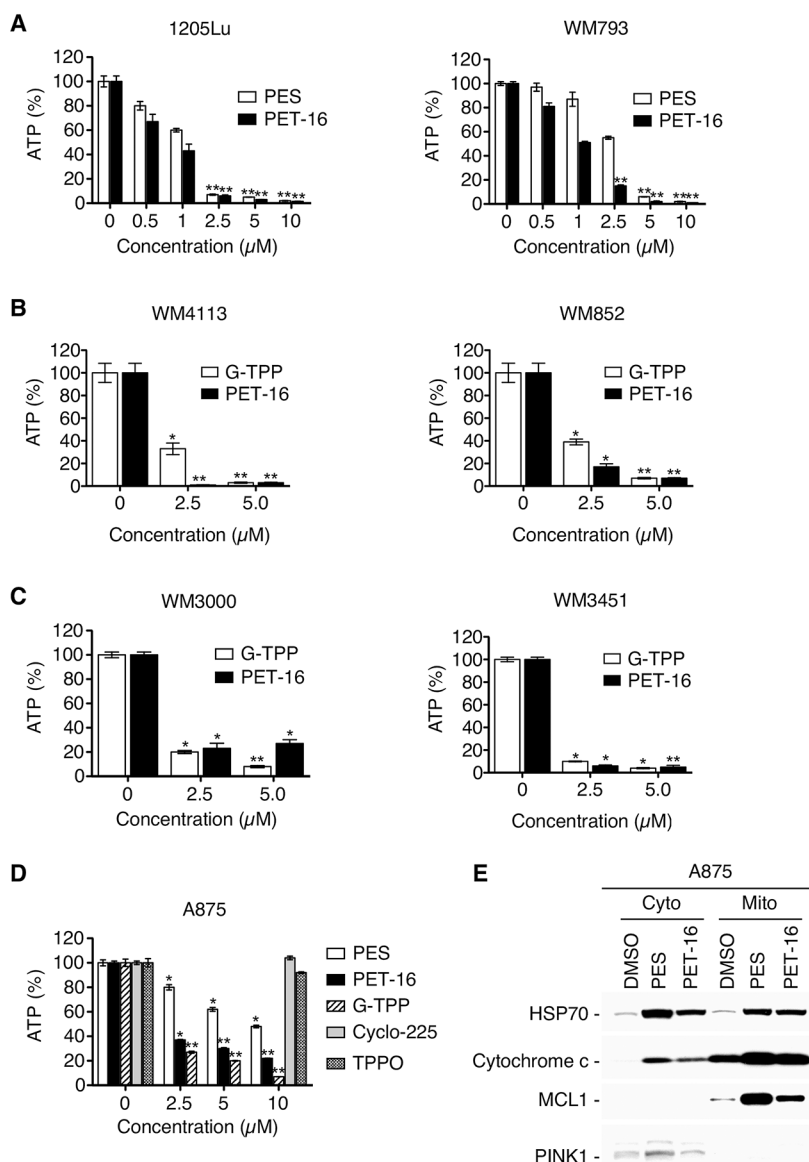 A
1205Lu
WM793
ATP (%)
120
100
80
60
40
20
0
PES
PET-16
** ** ** ** ** **
0 0.5 1 2.5 5 10
Concentration (µM)
ATP (%)
100
80
60
40
20
0
PES
PET-16
** ** ** ** **
0 0.5 1 2.5 5 10
Concentration (µM)
B
WM4113
WM852
ATP (%)
120
100
80
60
40
20
0
G-TPP
PET-16
* ** ** **
0 2.5 5.0
Concentration (µM)
ATP (%)
120
100
80
60
40
20
0
G-TPP
PET-16
* * ** **
0 2.5 5.0
Concentration (µM)
C
WM3000
WM3451
ATP (%)
120
100
80
60
40
20
0
G-TPP
PET-16
* * ** *
0 2.5 5.0
Concentration (µM)
ATP (%)
120
100
80
60
40
20
0
G-TPP
PET-16
* * * **
0 2.5 5.0
Concentration (µM)
D
A875
ATP (%)
120
100
80
60
40
20
0
PES
PET-16
G-TPP
Cyclo-225
TPPO
* * ** * ** ** * ** **
0 2.5 5 10
Concentration (µM)
E
A875
Cyto Mito
DMSO PES PET-16 DMSO PES PET-16
HSP70 -
Cytochrome c -
MCL1 -
PINK1 -